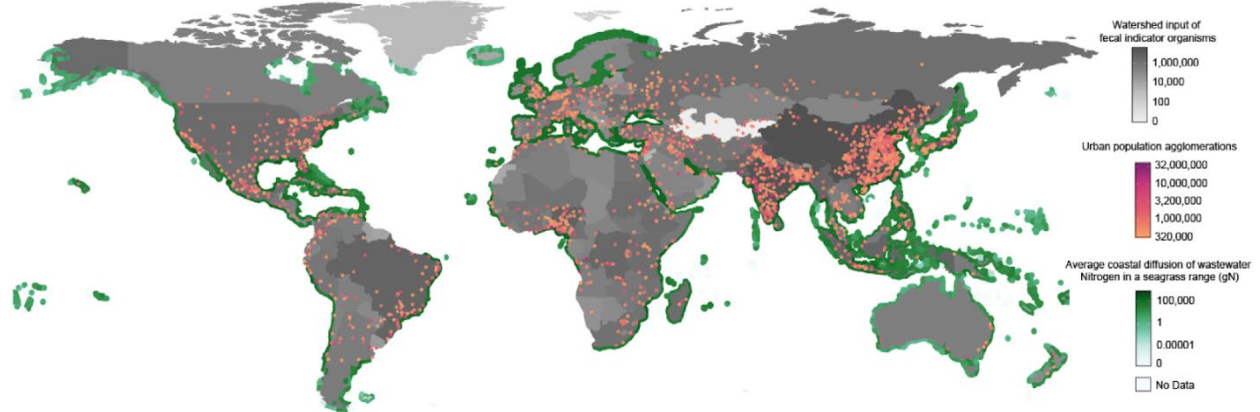 Watershed input of
fecal indicator organisms
1,000,000
10,000
100
0
Urban population agglomerations
32,000,000
10,000,000
3,200,000
1,000,000
320,000
Average coastal diffusion of wastewater
Nitrogen in a seagrass range (gN)
100,000
1
0.00001
0
No Data